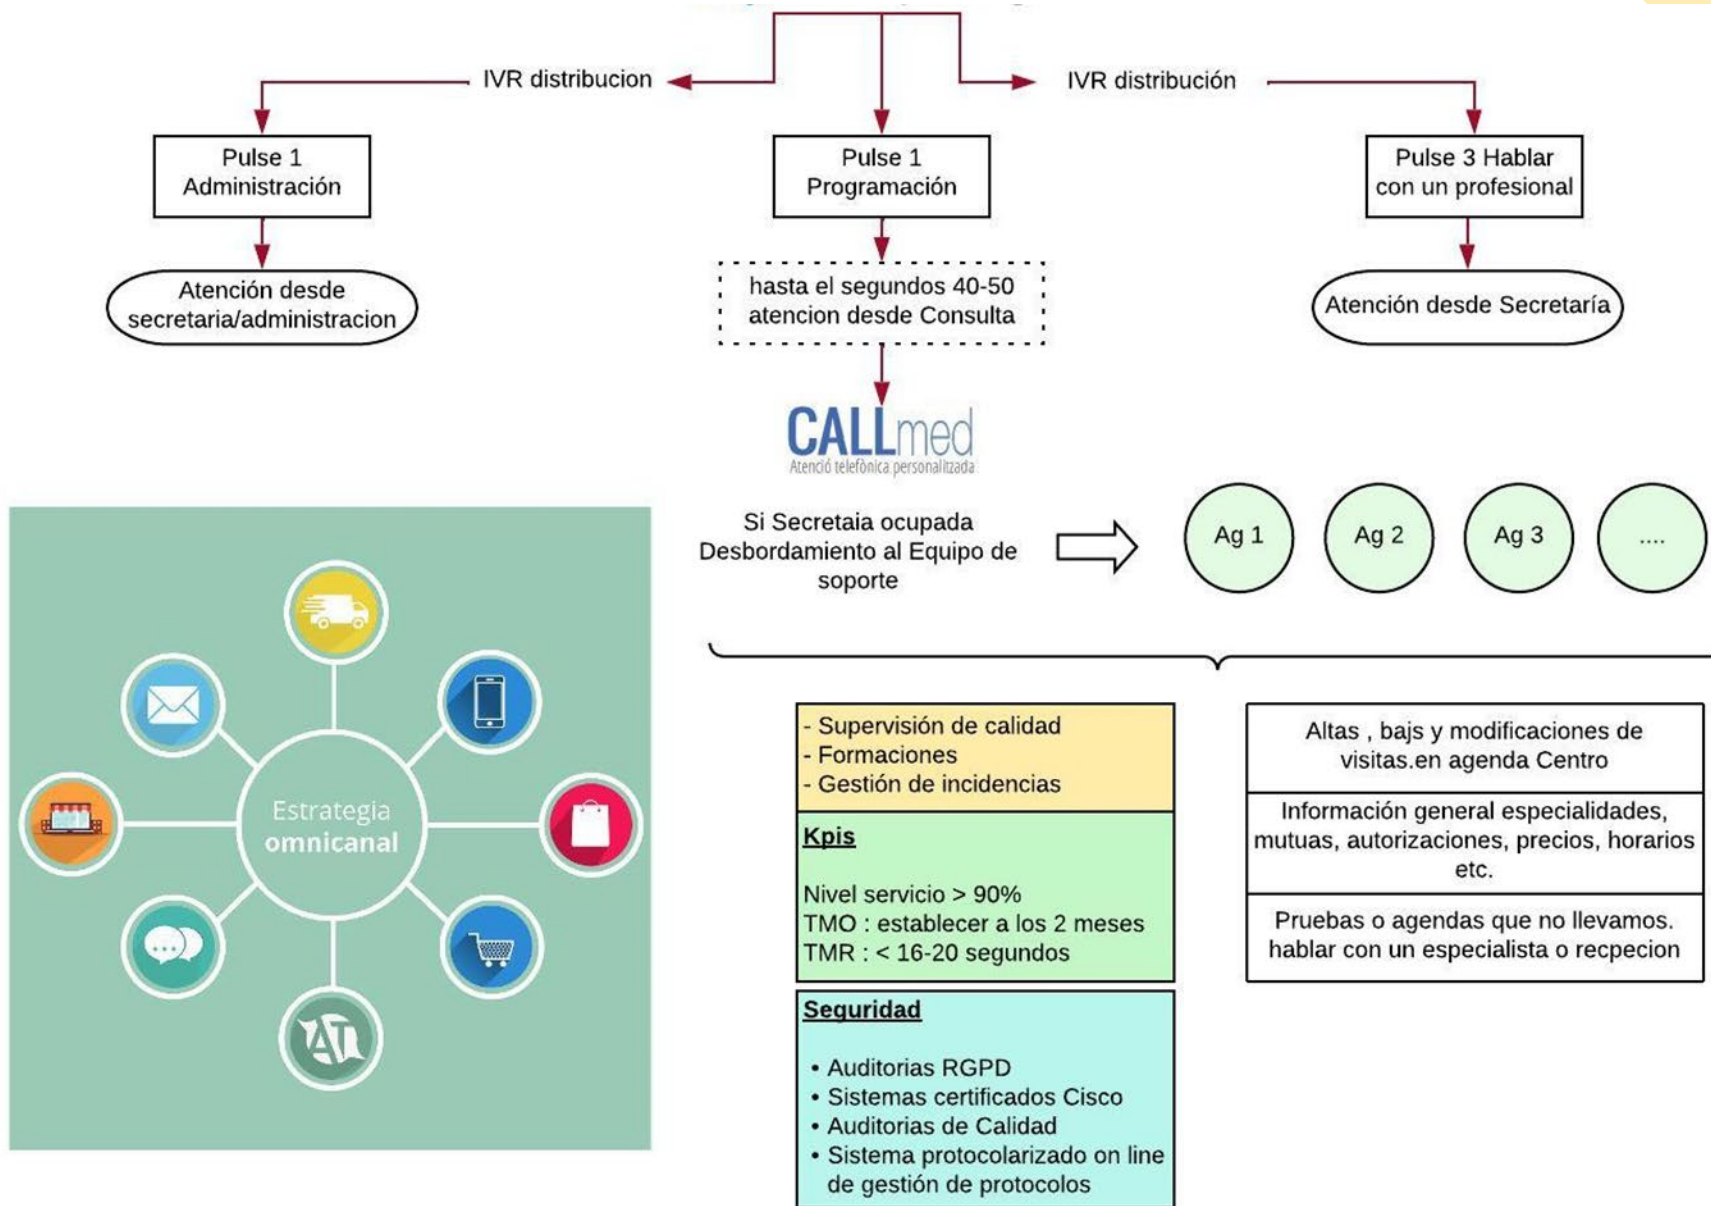 IVR distribucion
IVR distribución
Pulse 1
Administración
Pulse 1
Programación
Pulse 3 Hablar
con un profesional
Atención desde
secretaria/administracion
hasta el segundos 40-50
atencion desde Consulta
Atención desde Secretaría
CALLmed
Atenció telefònica personalitzada
Si Secretaia ocupada
Desbordamiento al Equipo de
soporte
Ag 1
Ag 2
Ag 3
....
Estrategia
omnicanal
AT
- Supervisión de calidad
- Formaciones
- Gestión de incidencias
Kpis
Nivel servicio > 90%
TMO : establecer a los 2 meses
TMR : < 16-20 segundos
Seguridad
• Auditorias RGPD
• Sistemas certificados Cisco
• Auditorias de Calidad
• Sistema protocolarizado on line
de gestión de protocolos
Altas , bajs y modificaciones de
visitas.en agenda Centro
Información general especialidades,
mutuas, autorizaciones, precios, horarios
etc.
Pruebas o agendas que no llevamos.
hablar con un especialista o recpecion